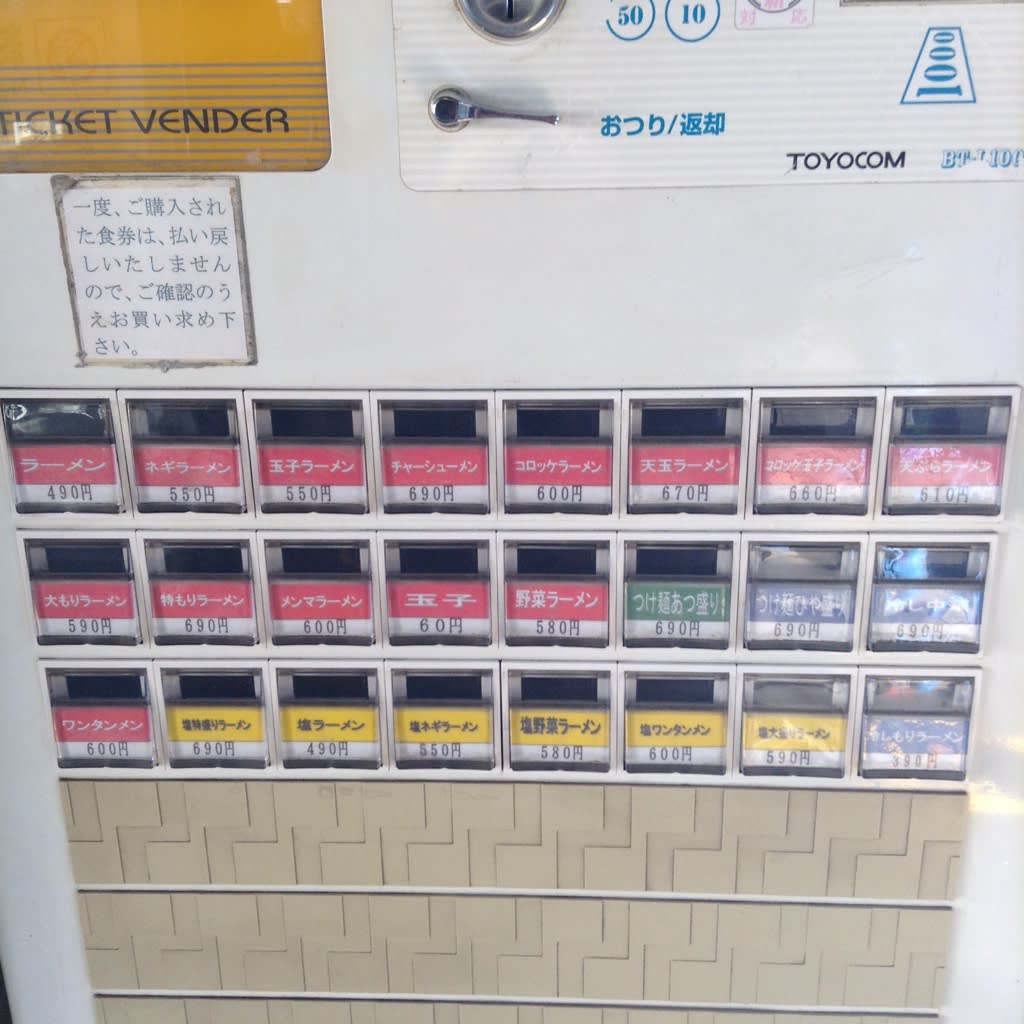 50 10
対応
1000
TICKET VENDER
おつり/返却
TOYOCOM
一度、ご購入され
た食券は、払い戻
しいたしません
ので、ご確認のう
えお買い求め下
さい。
ラーメン ネギラーメン 玉子ラーメン チャーシューメン コロッケラーメン 天玉ラーメン コロッケ玉子ラーメン 天ぷらラーメン
490円 550円 550円 690円 600円 670円 660円 610円
大もりラーメン 特もりラーメン メンマラーメン 玉子 野菜ラーメン つけ麺あつ盛り つけ麺ひや盛り
590円 690円 600円 60円 580円 690円 690円 690円
ワンタンメン 塩特盛りラーメン 塩ラーメン 塩ネギラーメン 塩野菜ラーメン 塩ワンタンメン 塩大盛りラーメン
600円 690円 490円 550円 580円 600円 590円 390円